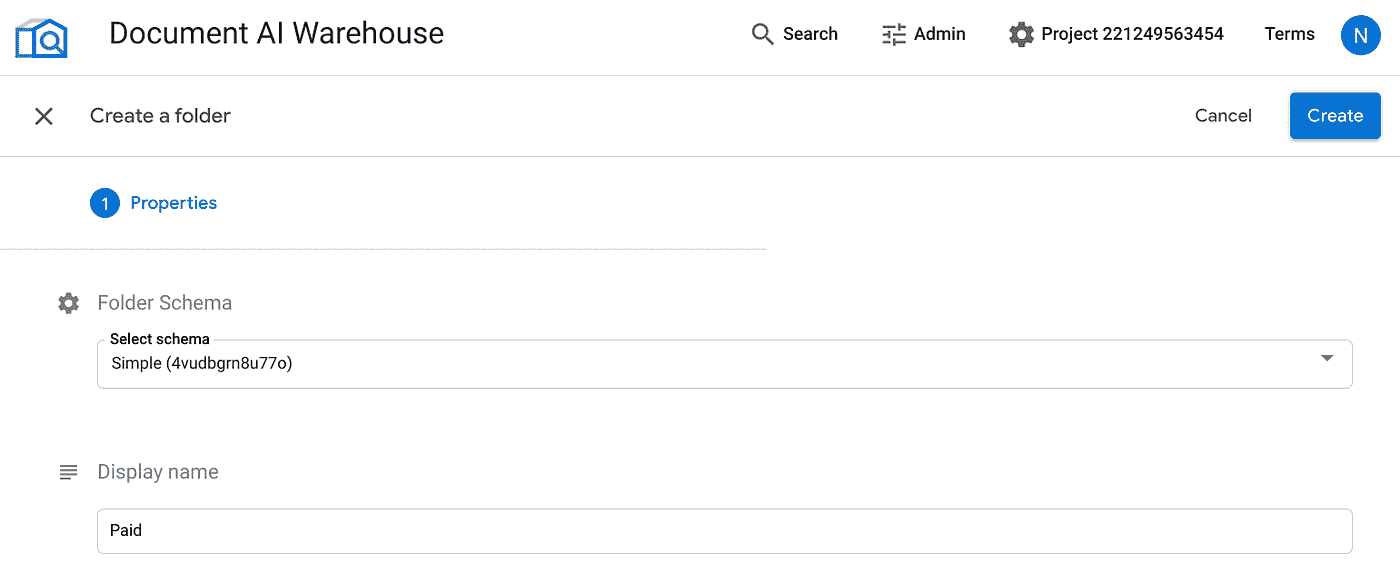 Document AI Warehouse
Search
Admin
Project 221249563454
Terms
N
Create a folder
Cancel
Create
1 Properties
Folder Schema
Select schema
Simple (4vudbgrn8u77o)
Display name
Paid